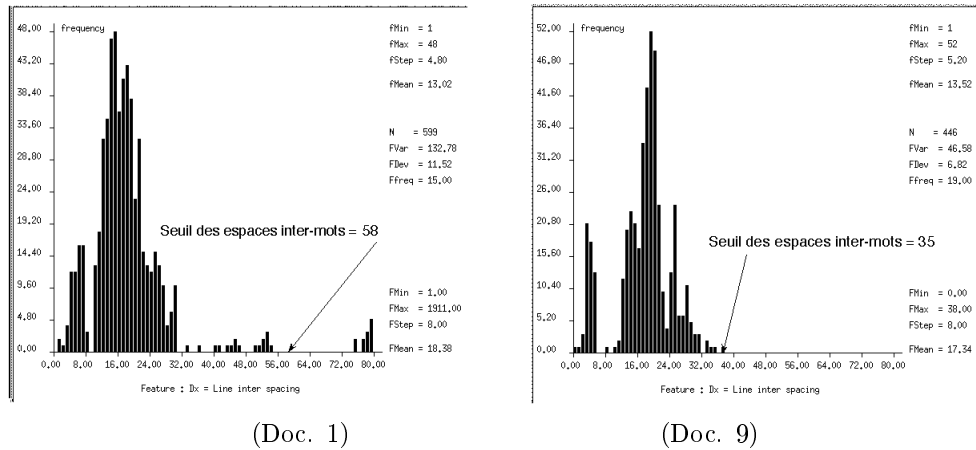 48.00 frequency
43.20
38.40
33.60
28.80
24.00
19.20
14.40
9.60
4.80
0.00
0.00 8.00 16.00 24.00 32.00 40.00 48.00 56.00 64.00 72.00 80.00
Feature : Dx = Line inter spacing
Seuil des espaces inter-mots = 58
fMin = 1
fMax = 48
fStep = 4.80
fMean = 13.02
N = 599
FVar = 132.78
FDev = 11.52
Ffreq = 15.00
FMin = 1.00
FMax = 1911.00
FStep = 8.00
FMean = 18.38
(Doc. 1)
52.00 frequency
46.80
41.60
36.40
31.20
26.00
20.80
15.60
10.40
5.20
0.00
0.00 8.00 16.00 24.00 32.00 40.00 48.00 56.00 64.00 72.00 80.00
Feature : Dx = Line inter spacing
Seuil des espaces inter-mots = 35
fMin = 1
fMax = 52
fStep = 5.20
fMean = 13.52
N = 446
FVar = 46.58
FDev = 6.82
Ffreq = 19.00
FMin = 0.00
FMax = 38.00
FStep = 8.00
FMean = 17.34
(Doc. 9)